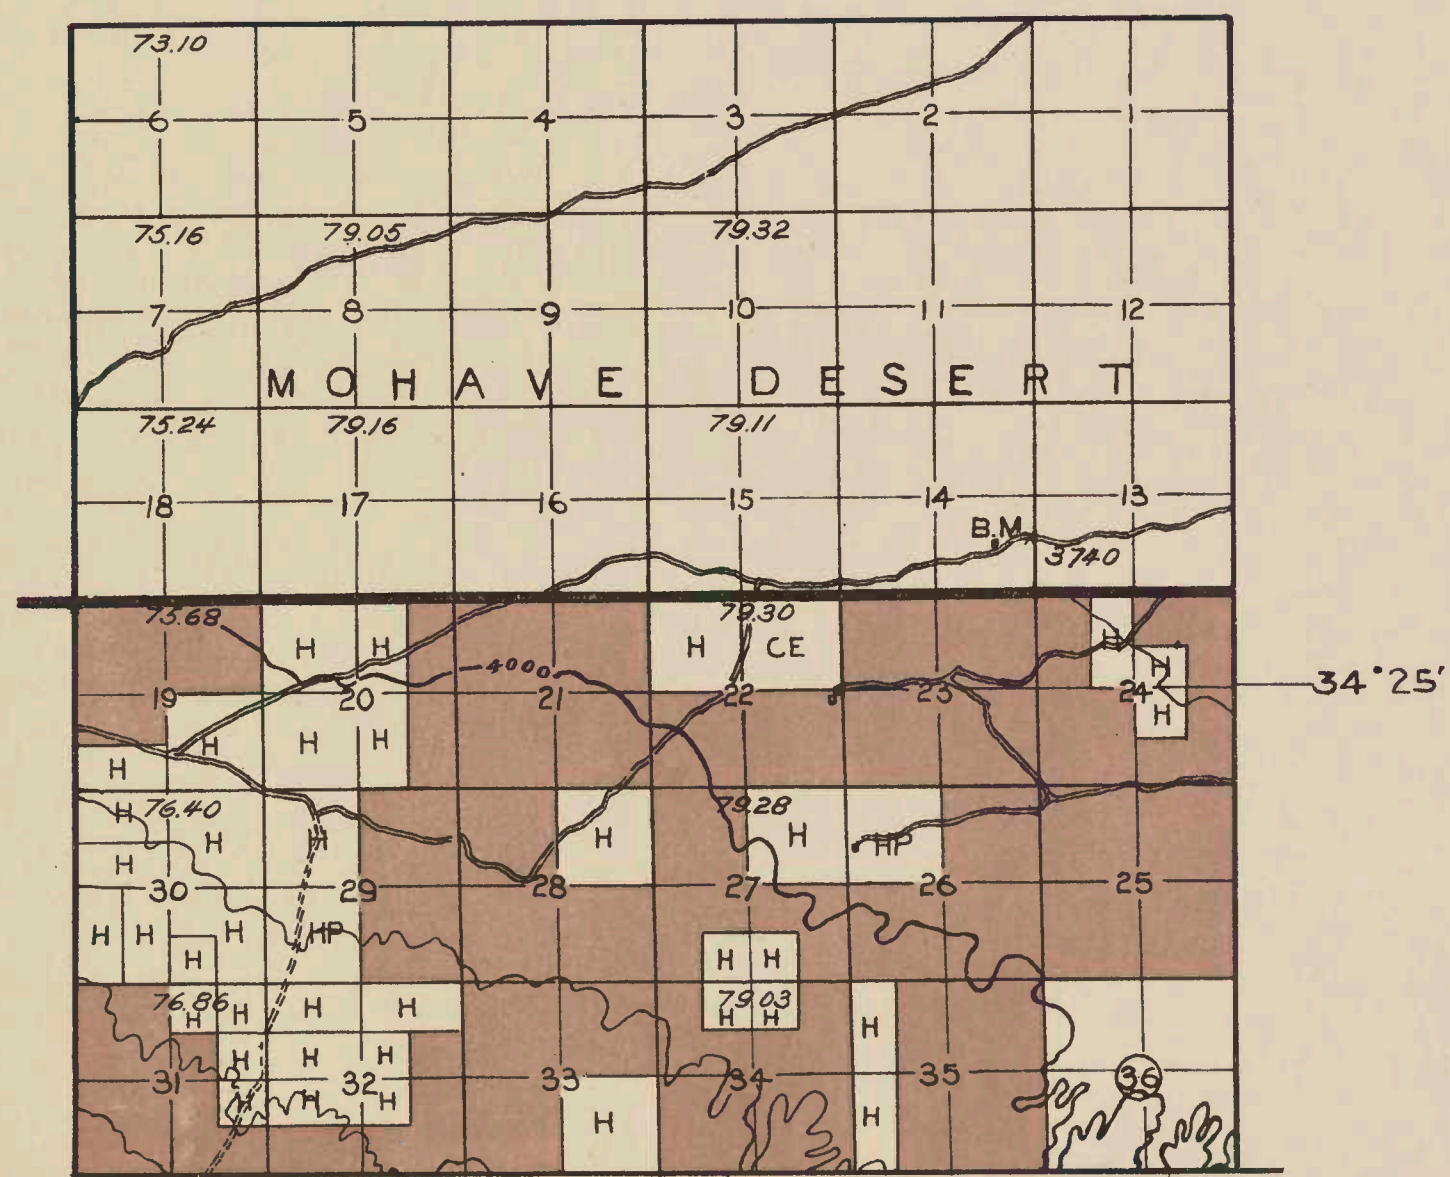 73.10
6 5 4 3 2 1
75.16 79.05 79.32
7 8 9 10 11 12
MOHAVE DESERT
75.24 79.16 79.11
18 17 16 15 14 13
B.M.
3740
75.68 79.30
H H H CE H
H
4000
34°25'
19 20 21 22 23 24
H
H H H
H
76.40 79.28
H
H H H H HP
H
30 29 28 27 26 25
H H H HP
H H H
76.86 79.03
H H H H H H H
H H H
31 32 33 34 35 36
H H H
H H